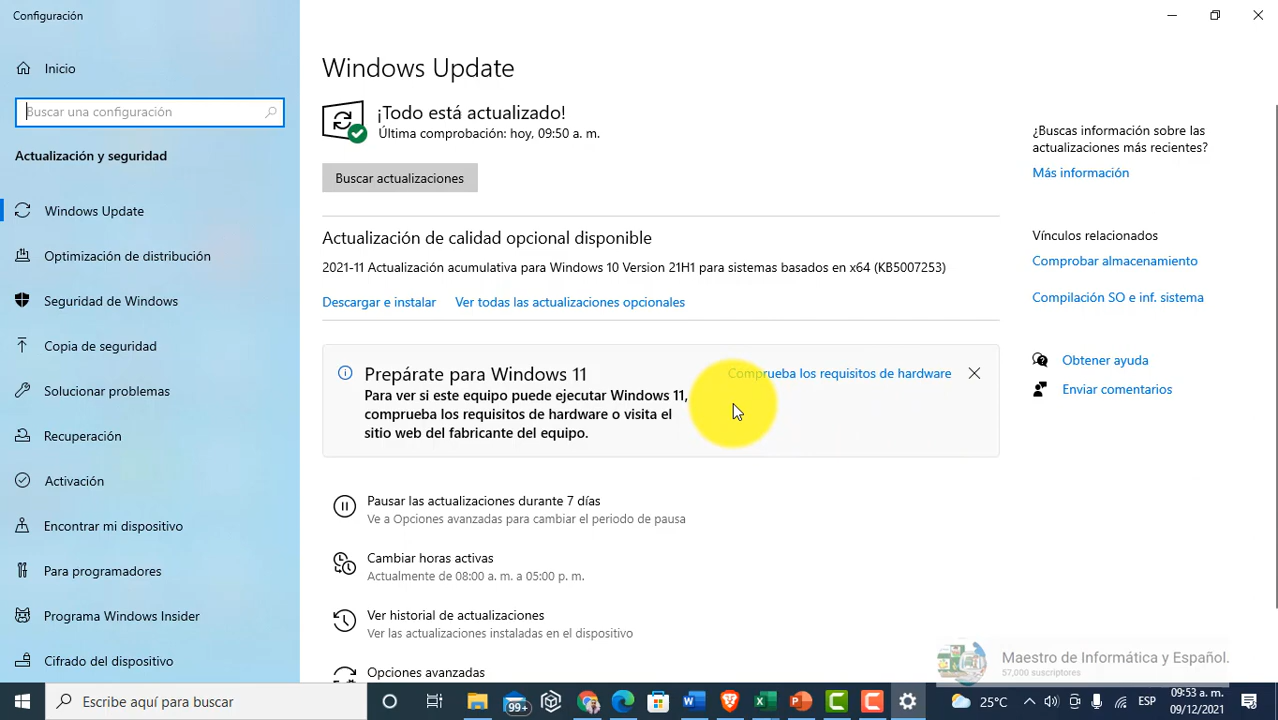 Configuración
Inicio
Buscar una configuración
Actualización y seguridad
Windows Update
Optimización de distribución
Seguridad de Windows
Copia de seguridad
Solucionar problemas
Recuperación
Activación
Encontrar mi dispositivo
Para programadores
Programa Windows Insider
Cifrado del dispositivo
Windows Update
¡Todo está actualizado!
Última comprobación: hoy, 09:50 a. m.
Buscar actualizaciones
Actualización de calidad opcional disponible
2021-11 Actualización acumulativa para Windows 10 Version 21H1 para sistemas basados en x64 (KB5007253)
Descargar e instalar Ver todas las actualizaciones opcionales
Prepárate para Windows 11
Comprueba los requisitos de hardware
Para ver si este equipo puede ejecutar Windows 11,
comprueba los requisitos de hardware o visita el
sitio web del fabricante del equipo.
Pausar las actualizaciones durante 7 días
Ve a Opciones avanzadas para cambiar el periodo de pausa
Cambiar horas activas
Actualmente de 08:00 a. m. a 05:00 p. m.
Ver historial de actualizaciones
Ver las actualizaciones instaladas en el dispositivo
Opciones avanzadas
¿Buscas información sobre las
actualizaciones más recientes?
Más información
Vínculos relacionados
Comprobar almacenamiento
Compilación SO e inf. sistema
Obtener ayuda
Enviar comentarios
Maestro de Informática y Español.
57,000 suscriptores
Escribe aquí para buscar
99+
25°C
ESP
09:53 a. m.
09/12/2021